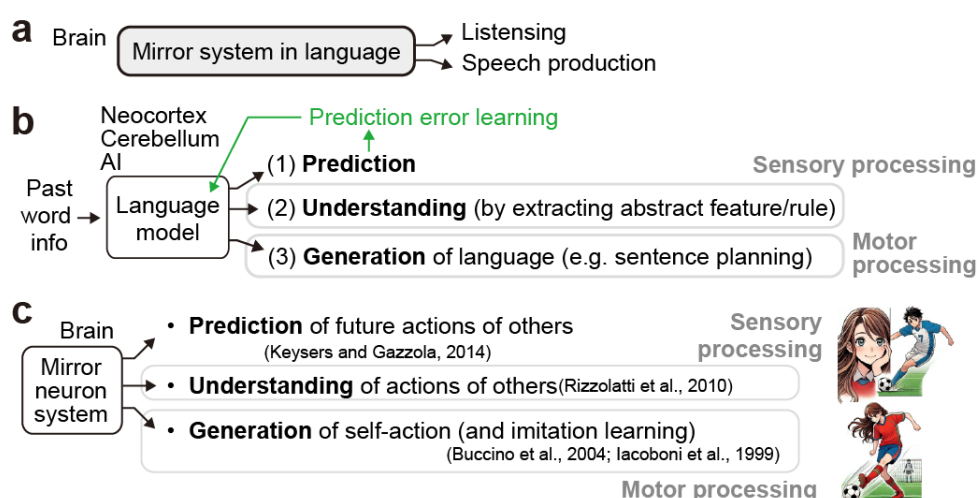 a
Brain
Mirror system in language
Listensing
Speech production
b
Neocortex
Cerebellum
AI
Prediction error learning
Past
word
info
Language
model
(1) Prediction
Sensory processing
(2) Understanding (by extracting abstract feature/rule)
(3) Generation of language (e.g. sentence planning)
Motor
processing
c
Brain
Mirror
neuron
system
• Prediction of future actions of others
(Keysers and Gazzola, 2014)
Sensory
processing
• Understanding of actions of others(Rizzolatti et al., 2010)
• Generation of self-action (and imitation learning)
(Buccino et al., 2004; Iacoboni et al., 1999)
Motor processing
7